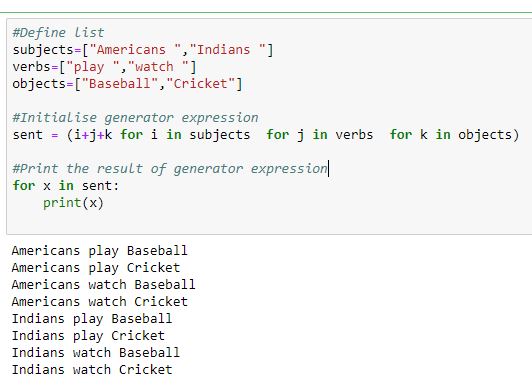 #Define List
subjects=["Americans ","Indians "]
verbs=["play ","watch "]
objects=["Baseball","Cricket"]
#Initialise generator expression
sent = (i+j+k for i in subjects  for j in verbs  for k in objects)
#Print the result of generator expression
for x in sent:
    print(x)
Americans play Baseball
Americans play Cricket
Americans watch Baseball
Americans watch Cricket
Indians play Baseball
Indians play Cricket
Indians watch Baseball
Indians watch Cricket